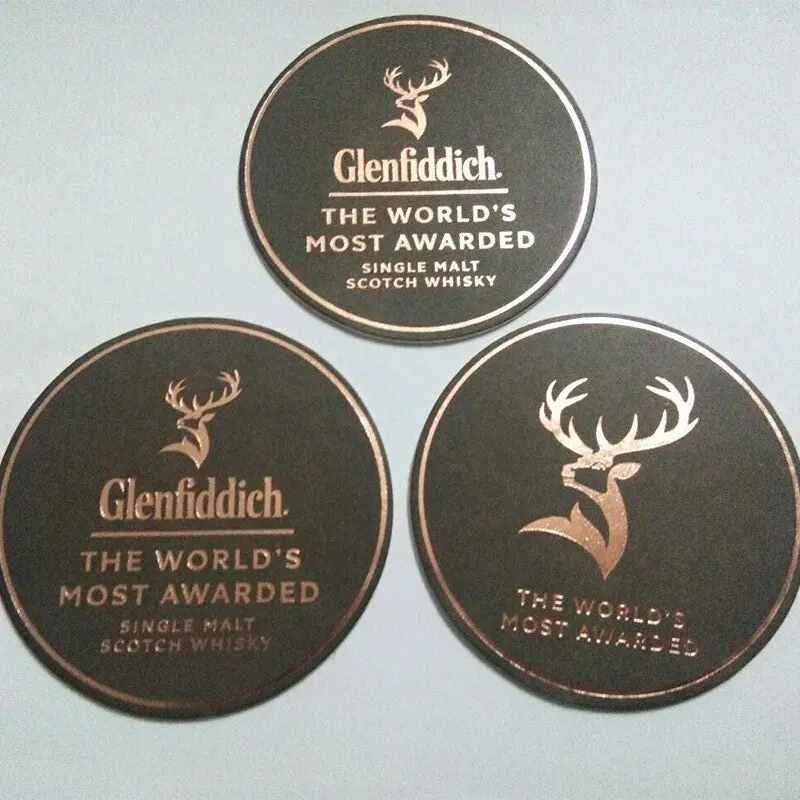 Glenfiddich.
THE WORLD'S
MOST AWARDED
SINGLE MALT
SCOTCH WHISKY
Glenfiddich.
THE WORLD'S
MOST AWARDED
SINGLE MALT
SCOTCH WHISKY
THE WORLD'S
MOST AWARDED